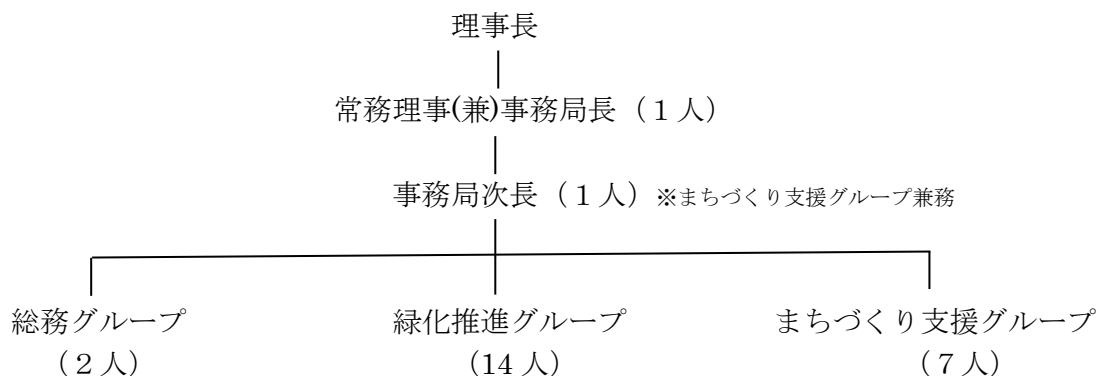 理事長
常務理事(兼)事務局長（１人）
事務局次長（１人）※まちづくり支援グループ兼務
総務グループ 緑化推進グループ まちづくり支援グループ
（２人） （14人） （７人）